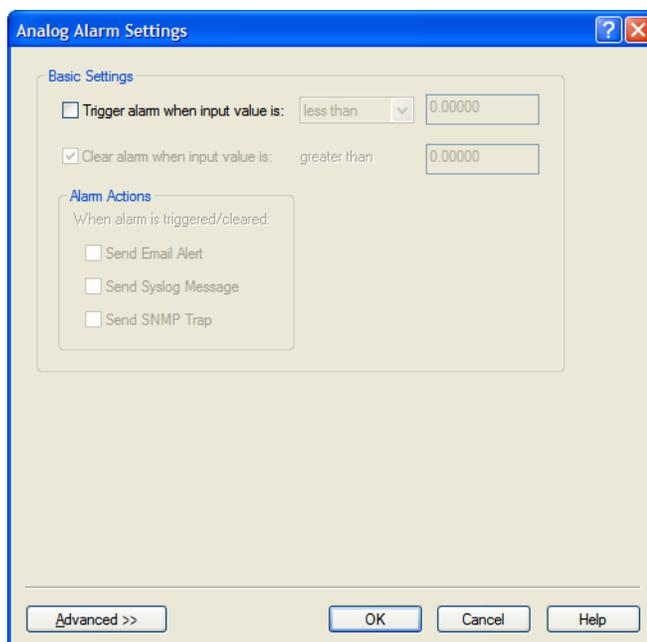 Analog Alarm Settings
Basic Settings
Trigger alarm when input value is: less than 0.00000
Clear alarm when input value is: greater than 0.00000
Alarm Actions
When alarm is triggered/cleared:
Send Email Alert
Send Syslog Message
Send SNMP Trap
Advanced >> OK Cancel Help